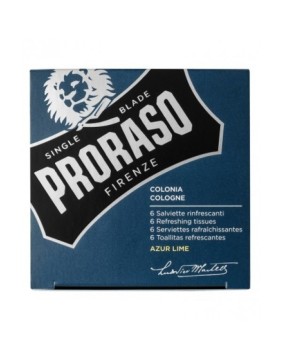 SINGLE BLADE
PRORASO
FIRENZE
COLONIA
COLOGNE
6 Salviette rinfrescanti
6 Refreshing tissues
6 Serviettes rafraîchissantes
6 Toallitas refrescantes
AZUR LIME